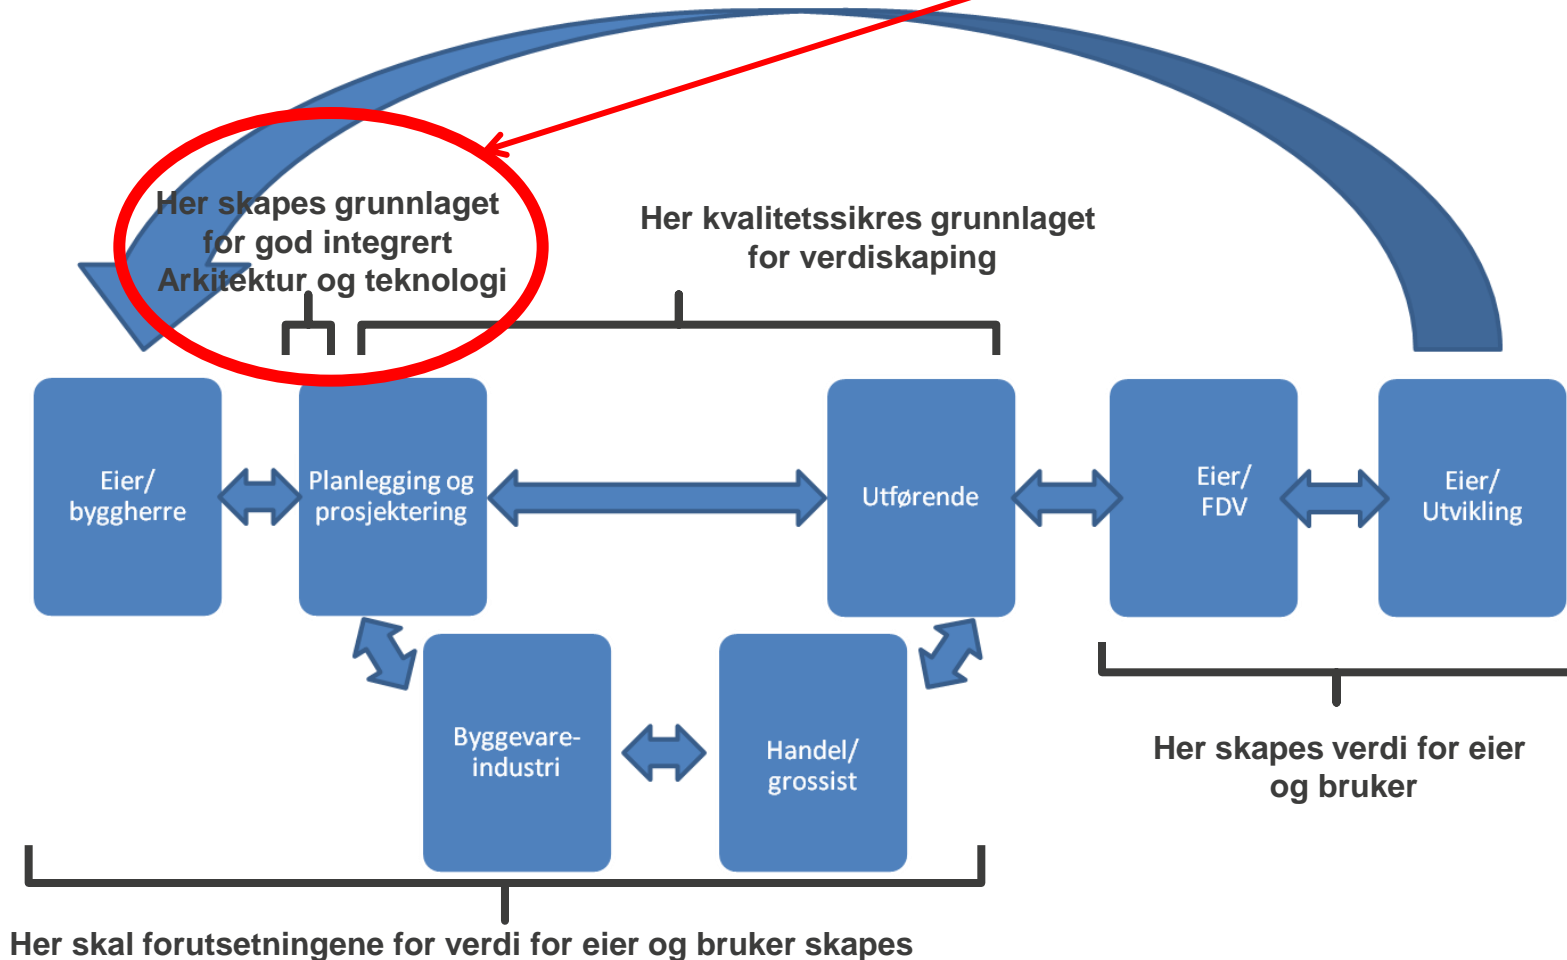 Her skapes grunnlaget
for god integrert
Arkitektur og teknologi
Her kvalitetssikres grunnlaget
for verdiskaping
Eier/
byggherre
Planlegging og
prosjektering
Utførende
Eier/
FDV
Eier/
Utvikling
Byggevare-
industri
Handel/
grossist
Her skapes verdi for eier
og bruker
Her skal forutsetningene for verdi for eier og bruker skapes